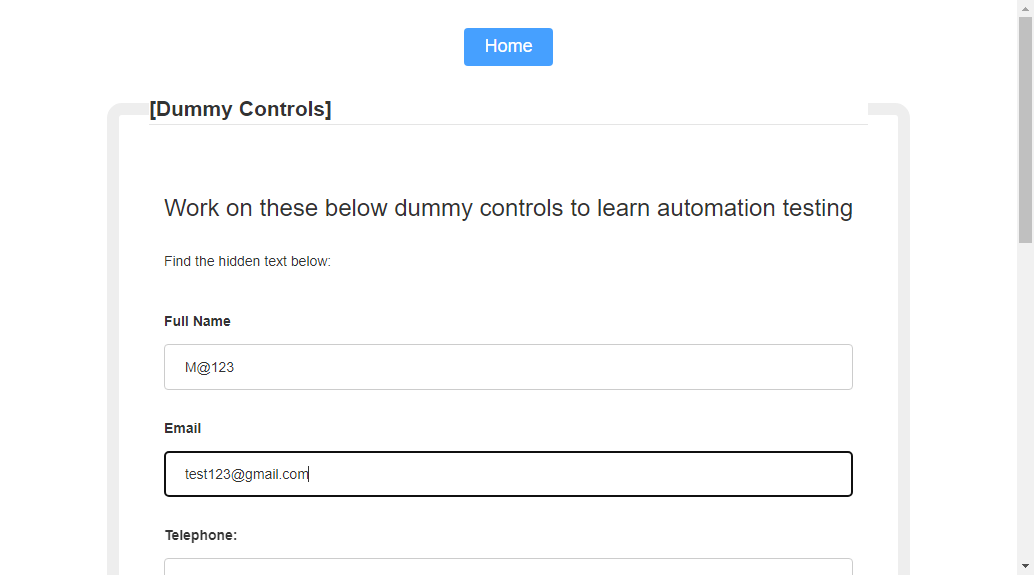 Home
[Dummy Controls]
Work on these below dummy controls to learn automation testing
Find the hidden text below:
Full Name
M@123
Email
test123@gmail.com
Telephone: